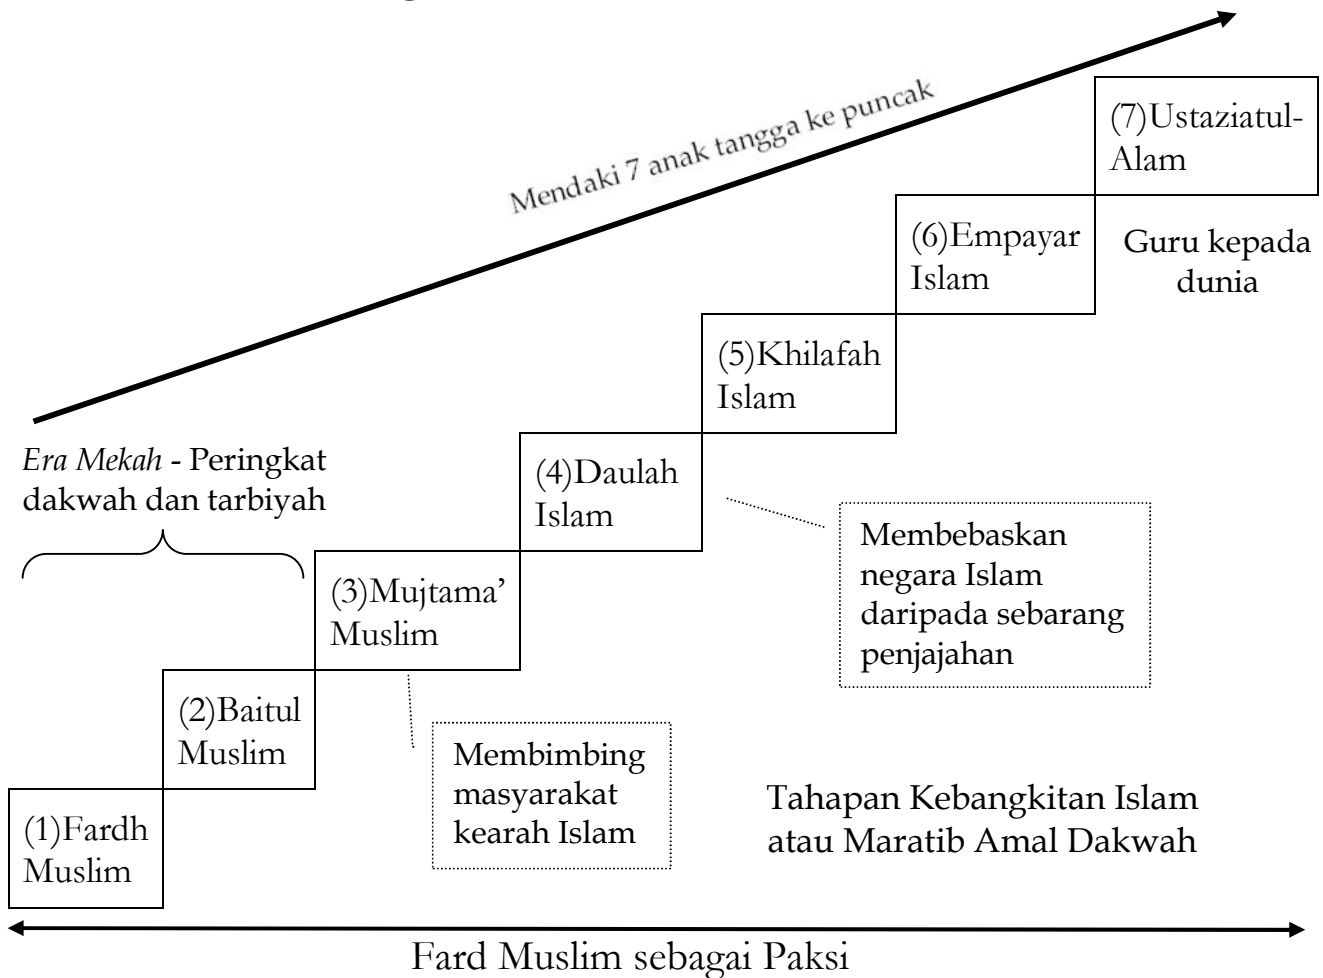 Mendaki 7 anak tangga ke puncak
(7)Ustaziatul-
Alam
Guru kepada
dunia
(6)Empayar
Islam
(5)Khilafah
Islam
(4)Daulah
Islam
Membebaskan
negara Islam
daripada sebarang
penjajahan
Era Mekah - Peringkat
dakwah dan tarbiyah
(3)Mujtama’
Muslim
Membimbing
masyarakat
kearah Islam
(2)Baitul
Muslim
(1)Fardh
Muslim
Tahapan Kebangkitan Islam
atau Maratib Amal Dakwah
Fard Muslim sebagai Paksi